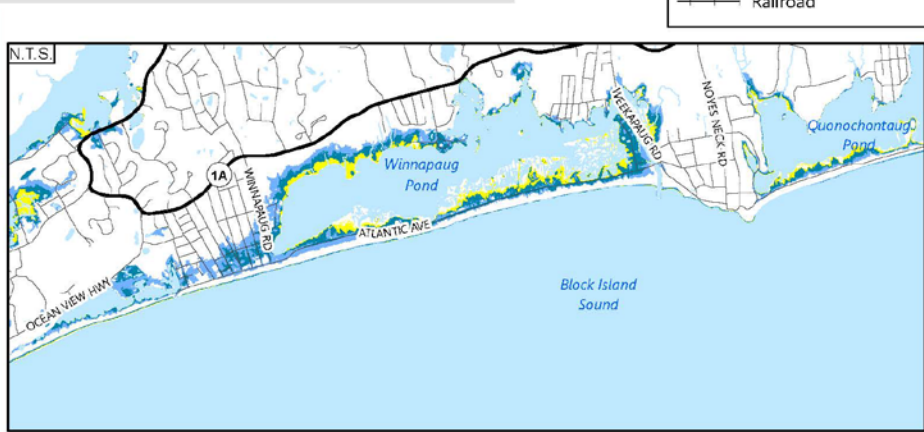 Railroad
N.T.S.
NOYES NECK RD
WEEKAPAUG RD
Quonochontaug
Pond
Winnapaug
Pond
1A
WINNAPAUG RD
ATLANTIC AVE
Block Island
Sound
OCEAN VIEW HWY